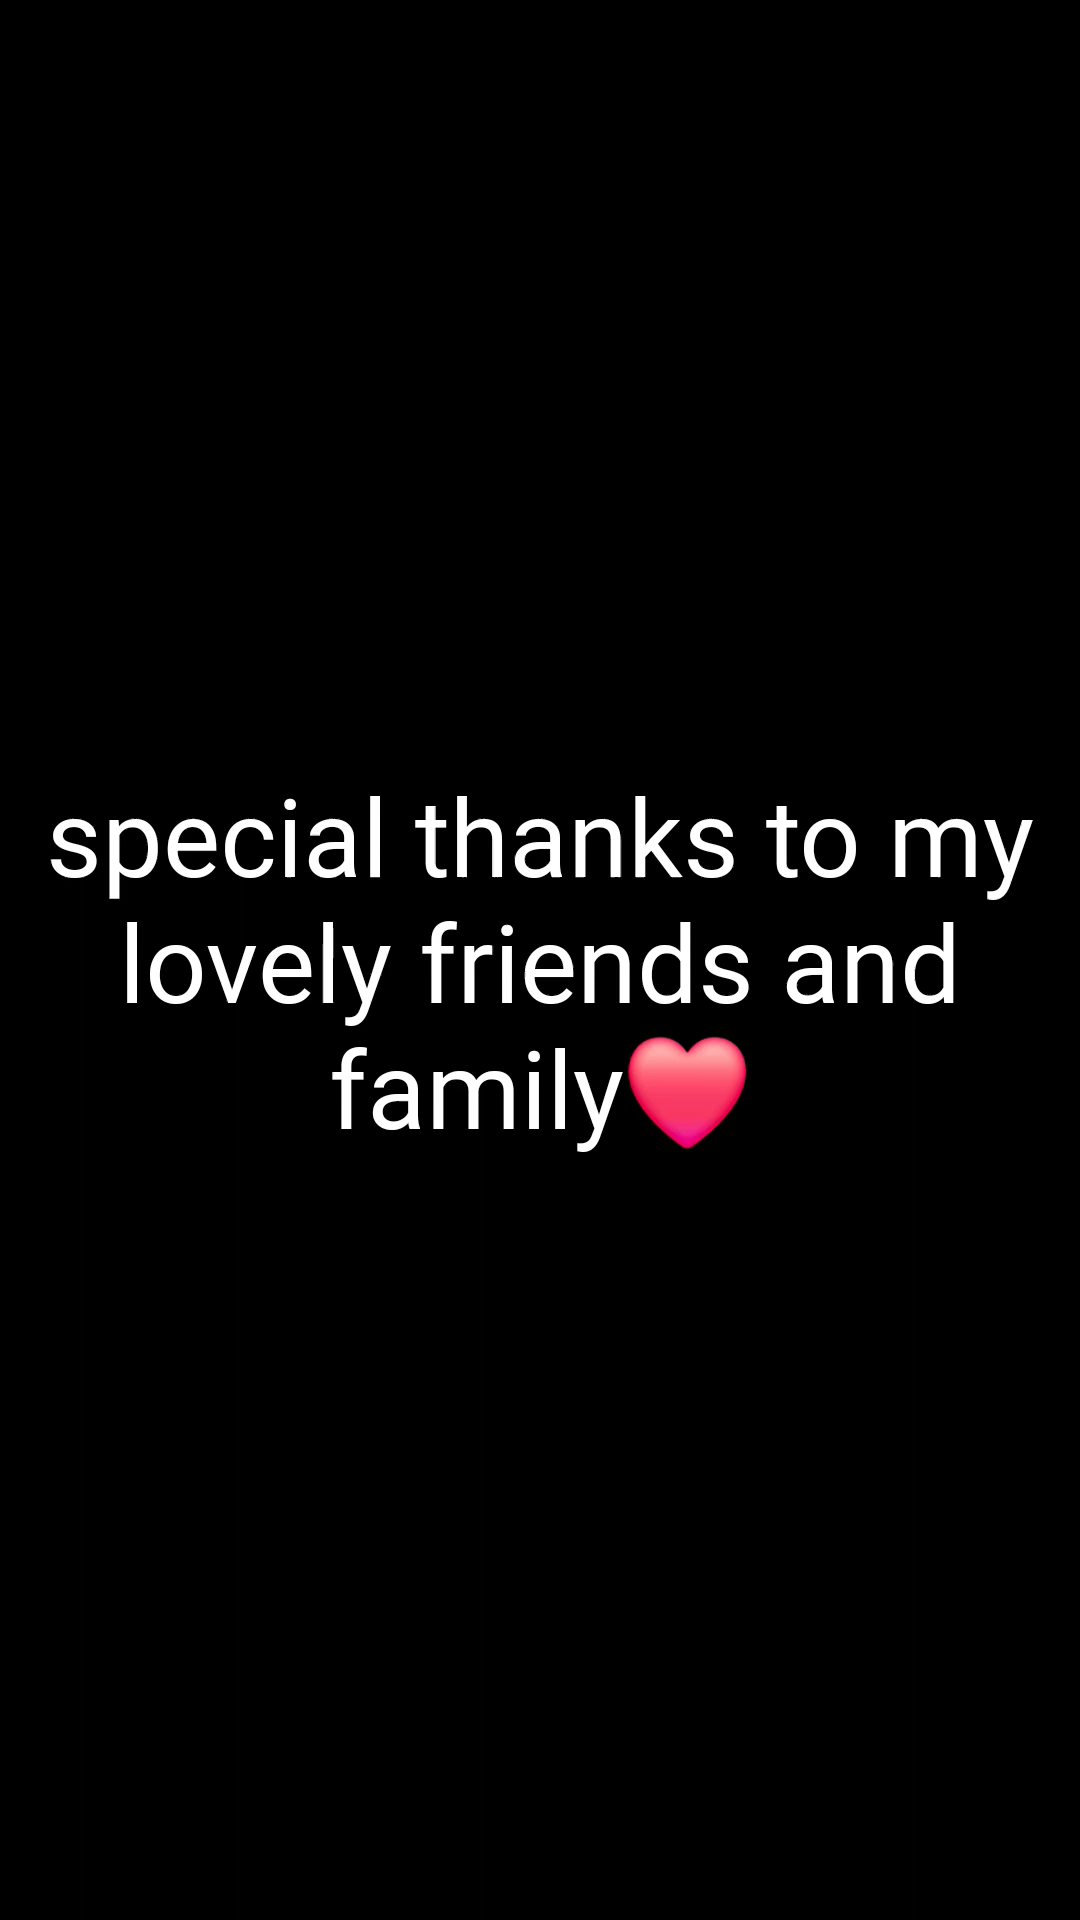 special thanks to my
lovely friends and
family❤️